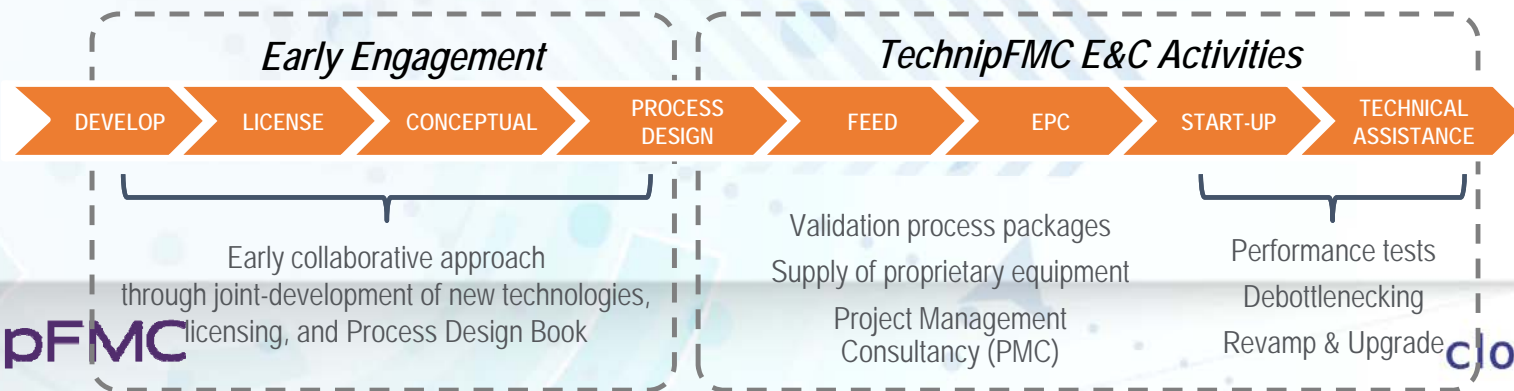 Early Engagement
TechnipFMC E&C Activities
DEVELOP
LICENSE
CONCEPTUAL
PROCESS
DESIGN
FEED
EPC
START-UP
TECHNICAL
ASSISTANCE
Early collaborative approach
through joint-development of new technologies,
licensing, and Process Design Book
Validation process packages
Supply of proprietary equipment
Project Management
Consultancy (PMC)
Performance tests
Debottlenecking
Revamp & Upgrade
pFMC
clo